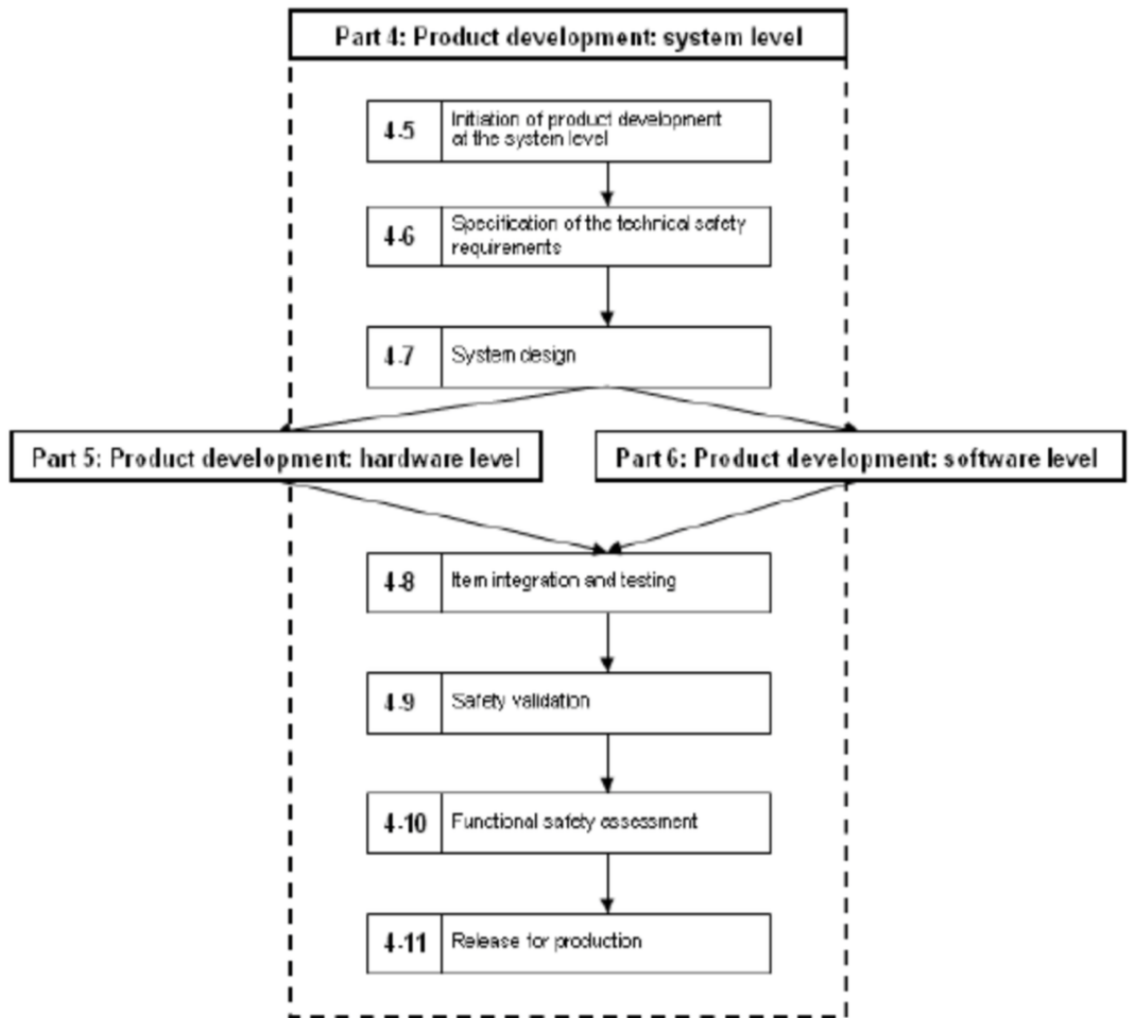 Part 4: Product development: system level
4-5
Initiation of product development
at the system level
4-6
Specification of the technical safety
requirements
4-7
System design
Part 5: Product development: hardware level
Part 6: Product development: software level
4-8
Item integration and testing
4-9
Safety validation
4-10
Functional safety assessment
4-11
Release for production